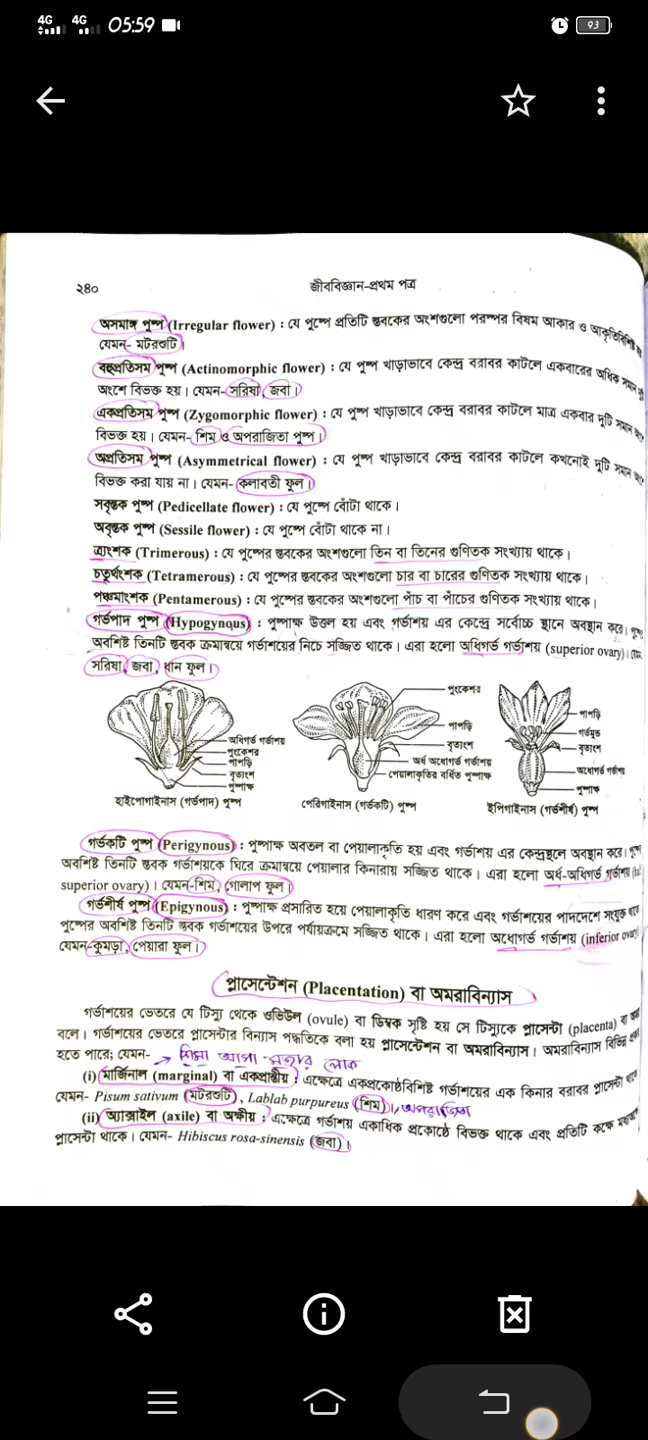 4G 4G 05:59 93
২৪০ জীববিজ্ঞান-প্রথম পত্র
অসমাঙ্গ পুষ্প (Irregular flower) : যে পুষ্পে প্রতিটি স্তবকের অংশগুলো পরস্পর বিষম আকার ও আকৃতিবিশিষ্ট
যেমন- মটরশুটি।
বহুপ্রতিসম পুষ্প (Actinomorphic flower) : যে পুষ্প খাড়াভাবে কেন্দ্র বরাবর কাটলে একবারের অধিক সমান দুটি
অংশে বিভক্ত হয়। যেমন- সরিষা, জবা।
একপ্রতিসম পুষ্প (Zygomorphic flower) : যে পুষ্প খাড়াভাবে কেন্দ্র বরাবর কাটলে মাত্র একবার দুটি সমান অংশে
বিভক্ত হয়। যেমন- শিম ও অপরাজিতা পুষ্প।
অপ্রতিসম পুষ্প (Asymmetrical flower) : যে পুষ্প খাড়াভাবে কেন্দ্র বরাবর কাটলে কখনোই দুটি সমান অংশে
বিভক্ত করা যায় না। যেমন- কলাবতী ফুল।
সবৃন্তক পুষ্প (Pedicellate flower) : যে পুষ্পে বোঁটা থাকে।
অবৃন্তক পুষ্প (Sessile flower) : যে পুষ্পে বোঁটা থাকে না।
ত্র্যংশক (Trimerous) : যে পুষ্পের স্তবকের অংশগুলো তিন বা তিনের গুণিতক সংখ্যায় থাকে।
চতুর্থংশক (Tetramerous) : যে পুষ্পের স্তবকের অংশগুলো চার বা চারের গুণিতক সংখ্যায় থাকে।
পঞ্চমাংশক (Pentamerous) : যে পুষ্পের স্তবকের অংশগুলো পাঁচ বা পাঁচের গুণিতক সংখ্যায় থাকে।
গর্ভপাদ পুষ্প (Hypogynqus) : পুষ্পাক্ষ উত্তল হয় এবং গর্ভাশয় এর কেন্দ্রে সর্বোচ্চ স্থানে অবস্থান করে।
অবশিষ্ট তিনটি স্তবক ক্রমান্বয়ে গর্ভাশয়ের নিচে সজ্জিত থাকে। এরা হলো অধিগর্ভ গর্ভাশয় (superior ovary)।
সরিষা, জবা, ধান ফুল।
অধিগর্ভ গর্ভাশয়
পুংকেশর
পাপড়ি
বৃত্যংশ
পুষ্পাক্ষ
হাইপোগাইনাস (গর্ভপাদ) পুষ্প
পুংকেশর
পাপড়ি
বৃত্যংশ
অর্ধ অধোগর্ভ গর্ভাশয়
পেয়ালাকৃতির বর্ধিত পুষ্পাক্ষ
পেরিগাইনাস (গর্ভকটি) পুষ্প
পাপড়ি
গর্ভমুন্ড
বৃত্যংশ
অধোগর্ভ গর্ভাশয়
পুষ্পাক্ষ
ইপিগাইনাস (গর্ভশীর্ষ) পুষ্প
গর্ভকটি পুষ্প (Perigynous) : পুষ্পাক্ষ অবতল বা পেয়ালাকৃতি হয় এবং গর্ভাশয় এর কেন্দ্রস্থলে অবস্থান করে।
অবশিষ্ট তিনটি স্তবক গর্ভাশয়কে ঘিরে ক্রমান্বয়ে পেয়ালার কিনারায় সজ্জিত থাকে। এরা হলো অর্ধ-অধিগর্ভ গর্ভাশয়
superior ovary)। যেমন-শিম, গোলাপ ফুল।
গর্ভশীর্ষ পুষ্প (Epigynous) : পুষ্পাক্ষ প্রসারিত হয়ে পেয়ালাকৃতি ধারণ করে এবং গর্ভাশয়ের পাদদেশে সংযুক্ত থাকে
পুষ্পের অবশিষ্ট তিনটি স্তবক গর্ভাশয়ের উপরে পর্যায়ক্রমে সজ্জিত থাকে। এরা হলো অধোগর্ভ গর্ভাশয় (inferior ovary)
যেমন-কুমড়া, পেয়ারা ফুল।
প্লাসেন্টেশন (Placentation) বা অমরাবিন্যাস
গর্ভাশয়ের ভেতরে যে টিস্যু থেকে ওভিউল (ovule) বা ডিম্বক সৃষ্টি হয় সে টিস্যুকে প্লাসেন্টা (placenta) বা
বলে। গর্ভাশয়ের ভেতরে প্লাসেন্টার বিন্যাস পদ্ধতিকে বলা হয় প্লাসেন্টেশন বা অমরাবিন্যাস। অমরাবিন্যাস বিভিন্ন
হতে পারে; যেমন- → আপা লোক
(i) মার্জিনাল (marginal) বা একপ্রান্তীয় : এক্ষেত্রে একপ্রকোষ্ঠবিশিষ্ট গর্ভাশয়ের এক কিনার বরাবর প্লাসেন্টা থাকে
যেমন- Pisum sativum (মটরশুটি), Lablab purpureus (শিম)।, অপরাজিতা
(ii) অ্যাক্সাইল (axile) বা অক্ষীয় : এক্ষেত্রে গর্ভাশয় একাধিক প্রকোষ্ঠে বিভক্ত থাকে এবং প্রতিটি কক্ষে
প্লাসেন্টা থাকে। যেমন- Hibiscus rosa-sinensis (জবা)।